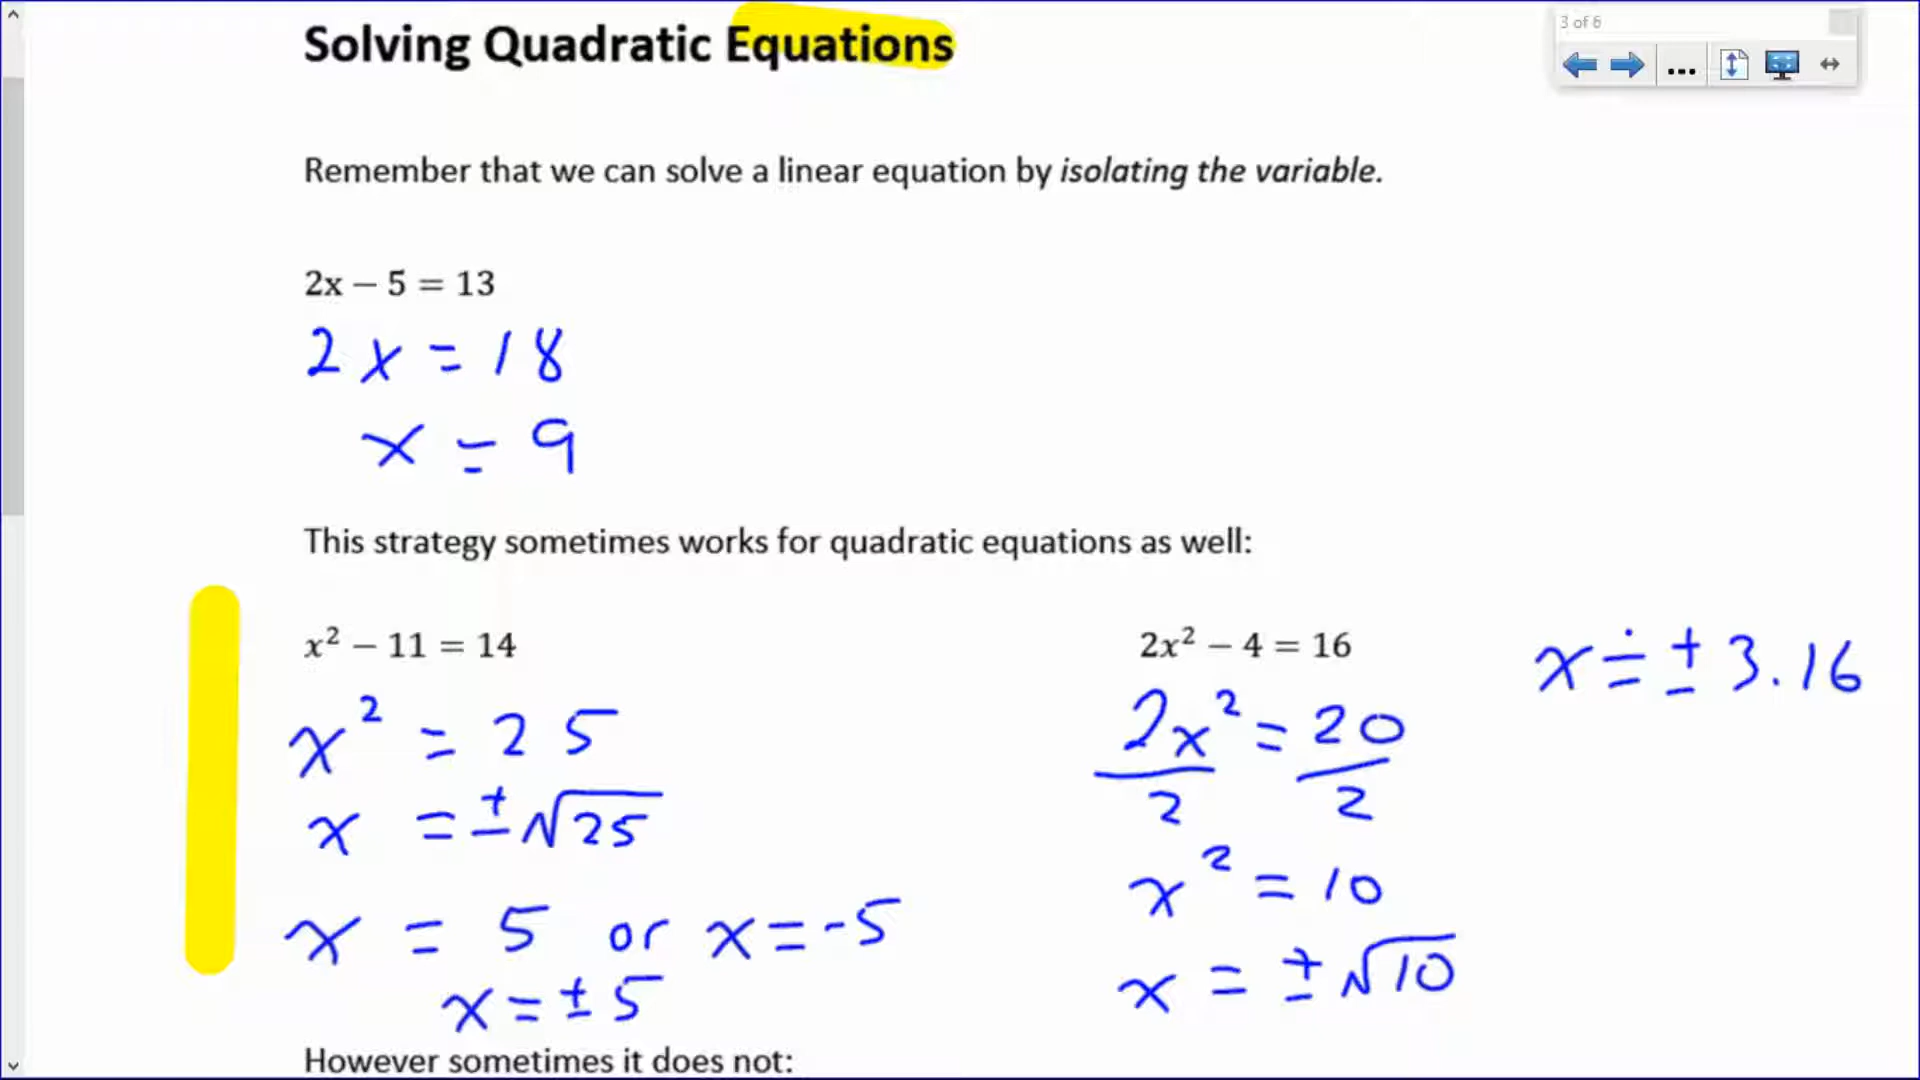 Solving Quadratic Equations
3 of 6
...
Remember that we can solve a linear equation by isolating the variable.
2x − 5 = 13
2x = 18
x = 9
This strategy sometimes works for quadratic equations as well:
x² − 11 = 14
x² = 25
x = ±√25
x = 5 or x = -5
x = ±5
2x² − 4 = 16
2x² = 20
2 2
x² = 10
x = ±√10
x ≐ ±3.16
However sometimes it does not: